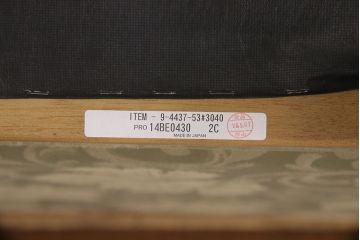 ITEM - 9-4437-53#3040
PRO 14BE0430 2C
MADE IN JAPAN